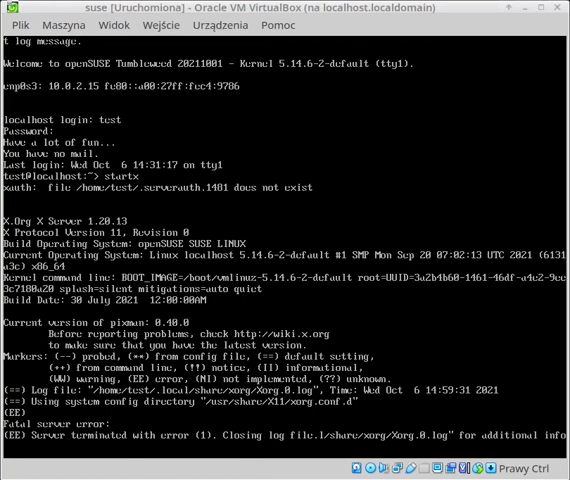 suse [Uruchomiona] - Oracle VM VirtualBox (na localhost.localdomain)
Plik Maszyna Widok Wejście Urządzenia Pomoc
t log message.
Welcome to openSUSE Tumbleweed 20211001 - Kernel 5.14.6-2-default (tty1).
enp0s3: 10.0.2.15 fe80::a00:27ff:fec4:9786
localhost login: test
Password:
Have a lot of fun...
You have no mail.
Last login: Wed Oct  6 14:31:17 on tty1
test@localhost:~> startx
xauth:  file /home/test/.serverauth.1481 does not exist
X.Org X Server 1.20.13
X Protocol Version 11, Revision 0
Build Operating System: openSUSE SUSE LINUX
Current Operating System: Linux localhost 5.14.6-2-default #1 SMP Mon Sep 20 07:02:13 UTC 2021 (6131
a3c) x86_64
Kernel command line: BOOT_IMAGE=/boot/vmlinuz-5.14.6-2-default root=UUID=3a2b4b60-1461-46df-a4e2-9ee
3c7180a20 splash=silent mitigations=auto quiet
Build Date: 30 July 2021  12:00:00AM
Current version of pixman: 0.40.0
Before reporting problems, check http://wiki.x.org
to make sure that you have the latest version.
Markers: (--) probed, (**) from config file, (==) default setting,
(++) from command line, (!!) notice, (II) informational,
(WW) warning, (EE) error, (NI) not implemented, (??) unknown.
(==) Log file: "/home/test/.local/share/xorg/Xorg.0.log", Time: Wed Oct  6 14:59:31 2021
(==) Using system config directory "/usr/share/X11/xorg.conf.d"
(EE)
Fatal server error:
(EE) Server terminated with error (1). Closing log file.l/share/xorg/Xorg.0.log" for additional info
Prawy Ctrl